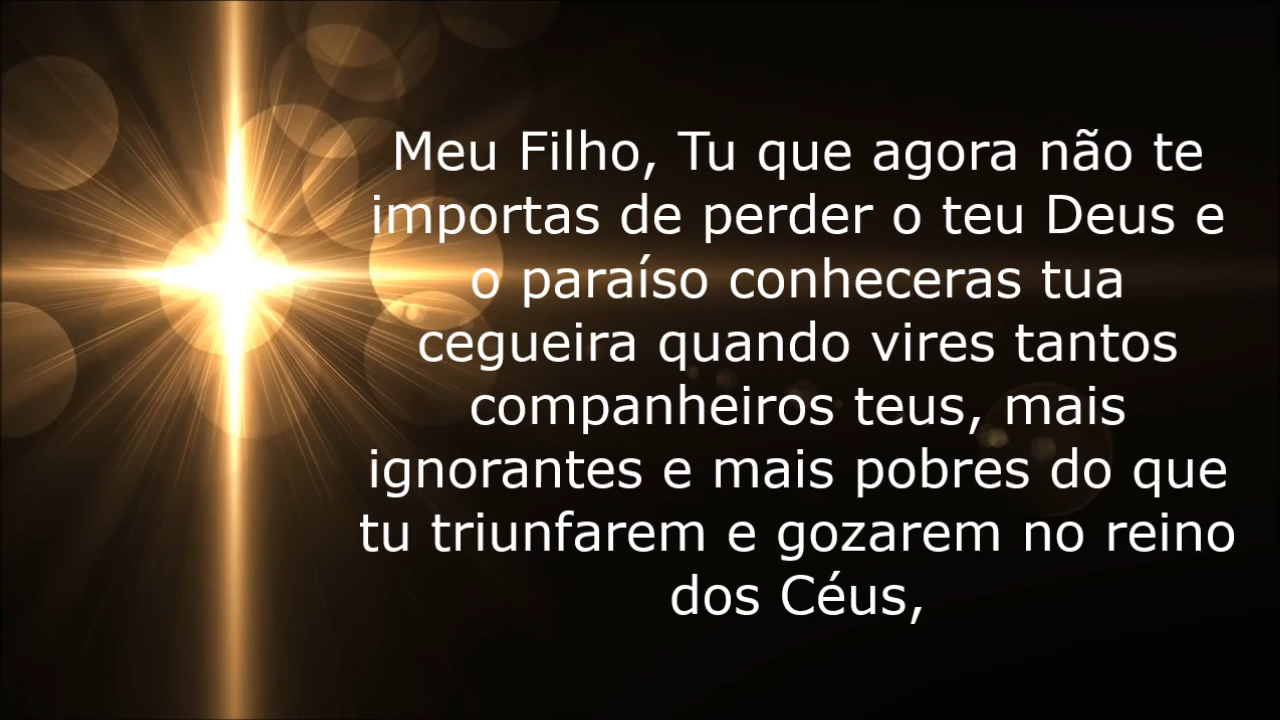 Meu Filho, Tu que agora não te
importas de perder o teu Deus e
o paraíso conheceras tua
cegueira quando vires tantos
companheiros teus, mais
ignorantes e mais pobres do que
tu triunfarem e gozarem no reino
dos Céus,